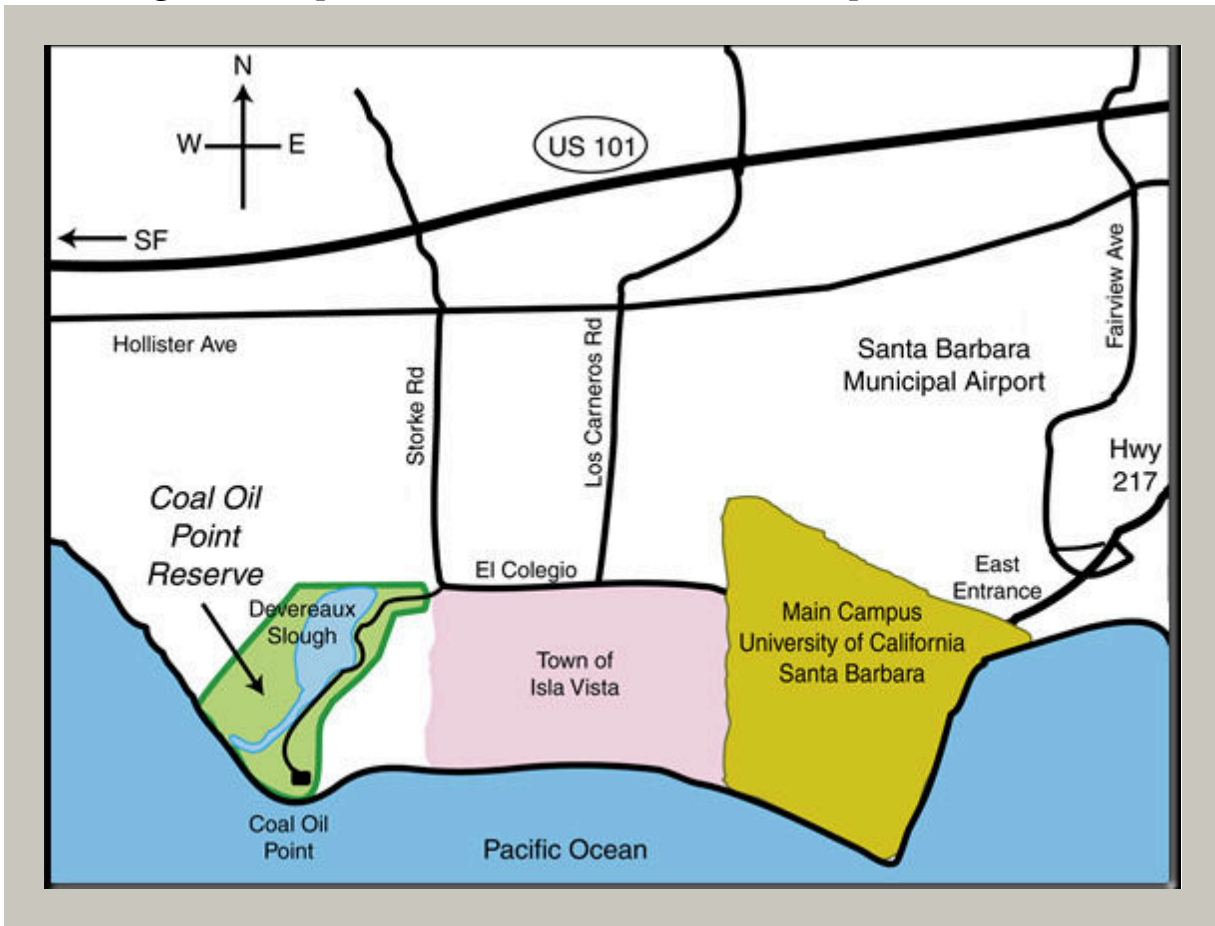 N
W
E
US 101
SF
Hollister Ave
Storke Rd
Los Carneros Rd
Fairview Ave
Santa Barbara
Municipal Airport
Hwy
217
Coal Oil
Point
Reserve
Devereaux
Slough
El Colegio
East
Entrance
Town of
Isla Vista
Main Campus
University of California
Santa Barbara
Coal Oil
Point
Pacific Ocean